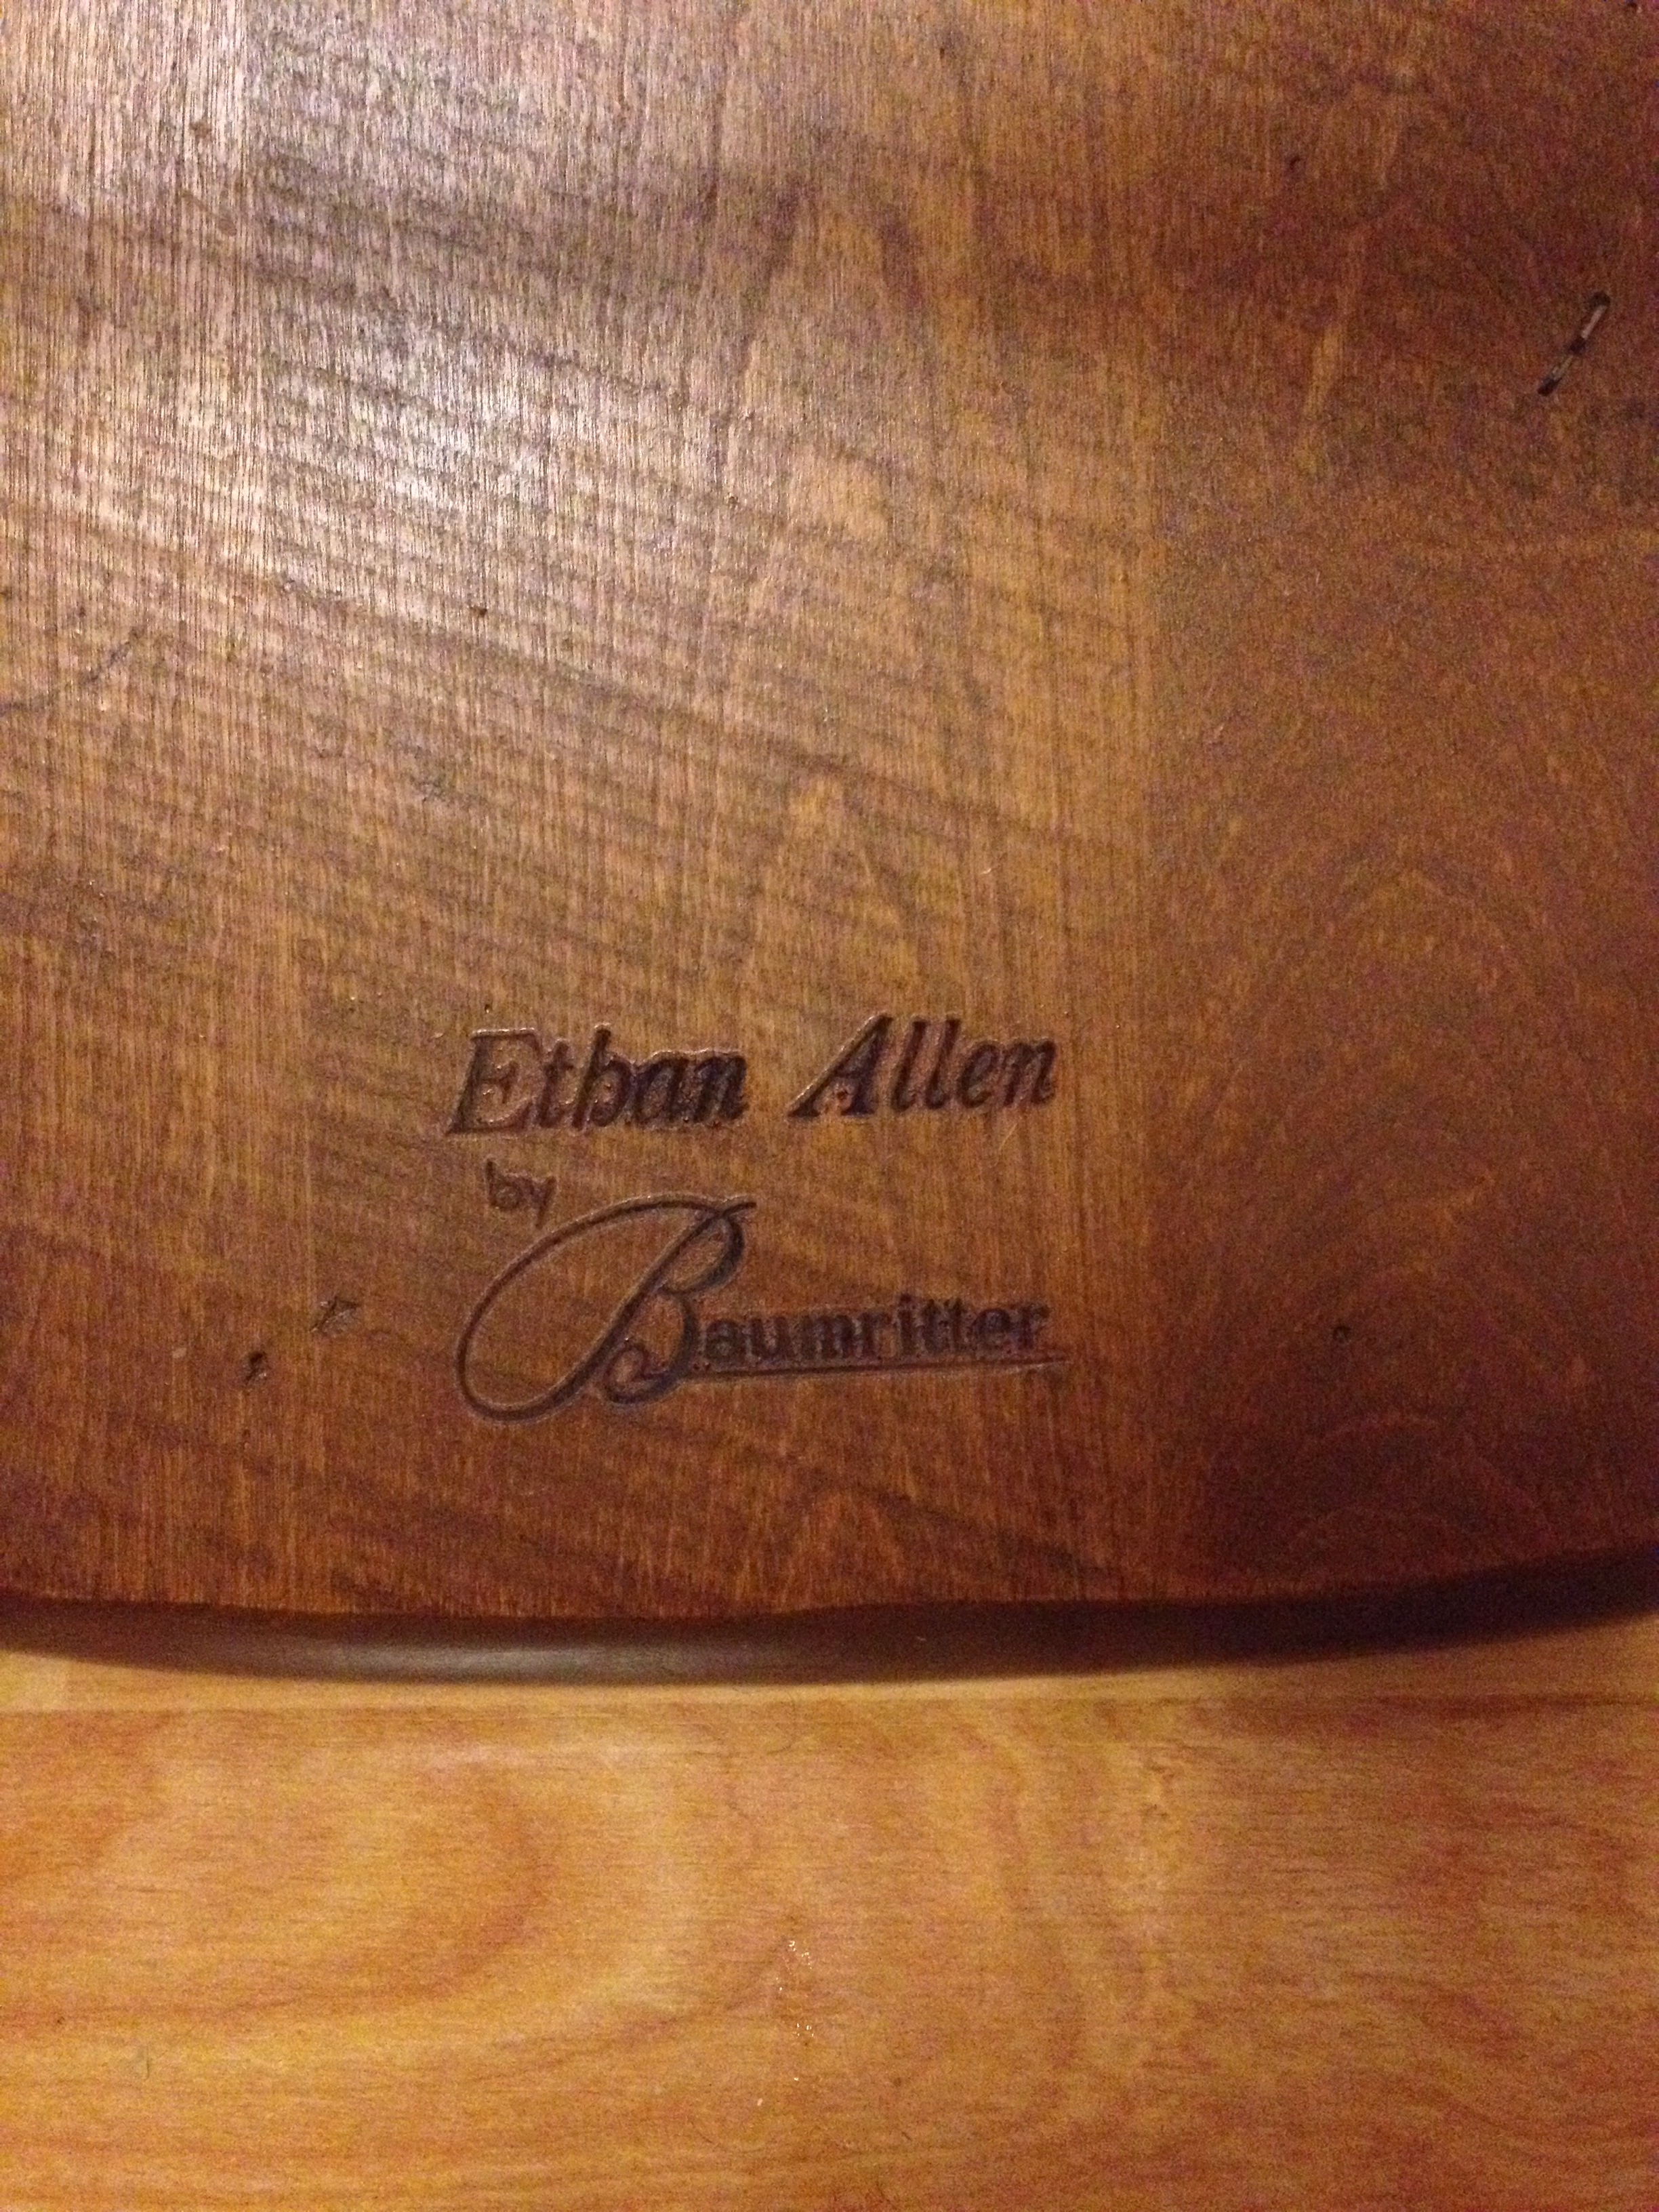 Ethan Allen
by
Baumritter